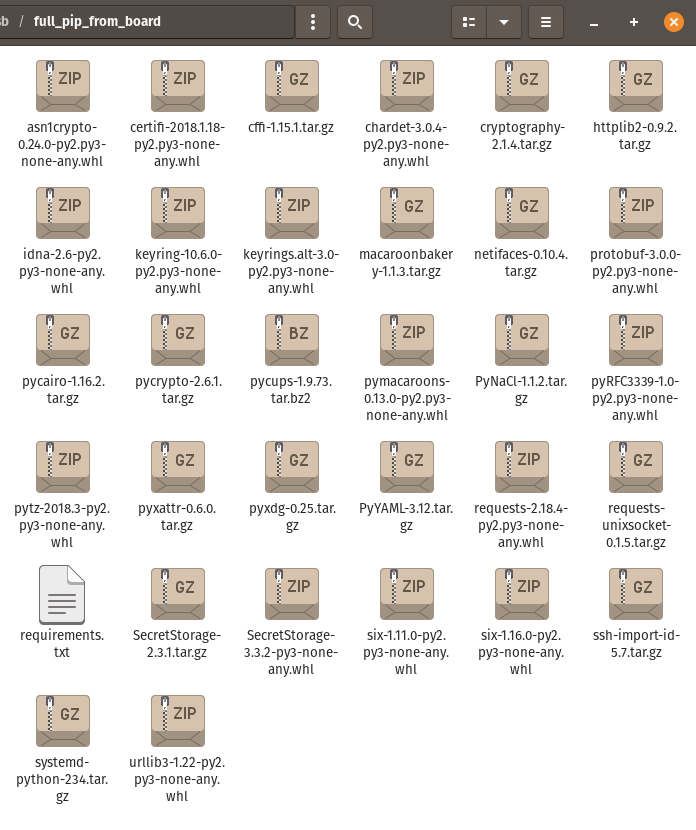 sb / full_pip_from_board
ZIP ZIP GZ ZIP GZ GZ
asn1crypto-
0.24.0-py2.py3-
none-any.whl
certifi-2018.1.18-
py2.py3-none-
any.whl
cffi-1.15.1.tar.gz
chardet-3.0.4-
py2.py3-none-
any.whl
cryptography-
2.1.4.tar.gz
httplib2-0.9.2.
tar.gz
ZIP ZIP ZIP GZ GZ ZIP
idna-2.6-py2.
py3-none-any.
whl
keyring-10.6.0-
py2.py3-none-
any.whl
keyrings.alt-3.0-
py2.py3-none-
any.whl
macaroonbaker
y-1.1.3.tar.gz
netifaces-0.10.4.
tar.gz
protobuf-3.0.0-
py2.py3-none-
any.whl
GZ GZ BZ ZIP GZ ZIP
pycairo-1.16.2.
tar.gz
pycrypto-2.6.1.
tar.gz
pycups-1.9.73.
tar.bz2
pymacaroons-
0.13.0-py2.py3-
none-any.whl
PyNaCl-1.1.2.tar.
gz
pyRFC3339-1.0-
py2.py3-none-
any.whl
ZIP GZ GZ GZ ZIP GZ
pytz-2018.3-py2.
py3-none-any.
whl
pyxattr-0.6.0.
tar.gz
pyxdg-0.25.tar.
gz
PyYAML-3.12.tar.
gz
requests-2.18.4-
py2.py3-none-
any.whl
requests-
unixsocket-
0.1.5.tar.gz
GZ ZIP ZIP ZIP GZ
requirements.
txt
SecretStorage-
2.3.1.tar.gz
SecretStorage-
3.3.2-py3-none-
any.whl
six-1.11.0-py2.
py3-none-any.
whl
six-1.16.0-py2.
py3-none-any.
whl
ssh-import-id-
5.7.tar.gz
GZ ZIP
systemd-
python-234.tar.
gz
urllib3-1.22-py2.
py3-none-any.
whl